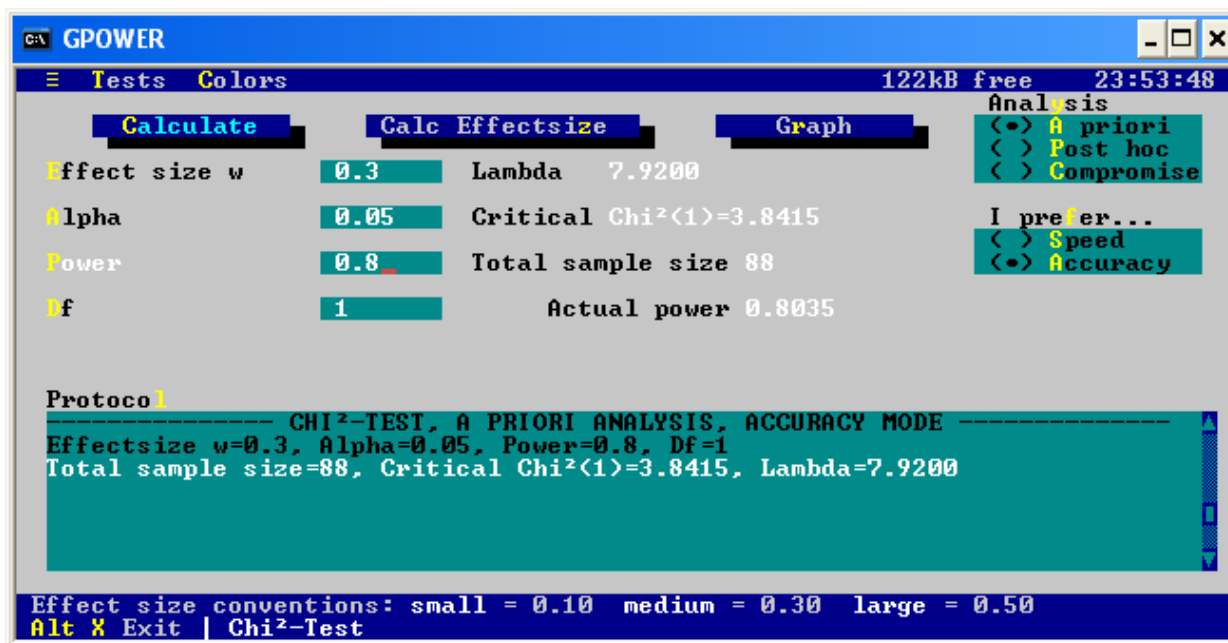 C:\ GPOWER
≡ Tests Colors 122kB free 23:53:48
Calculate Calc Effectsize Graph Analysis
(•) A priori
( ) Post hoc
( ) Compromise
Effect size w 0.3 Lambda 7.9200
Alpha 0.05 Critical Chi²(1)=3.8415 I prefer...
( ) Speed
Power 0.8_ Total sample size 88 (•) Accuracy
Df 1 Actual power 0.8035
Protocol
--------------- CHI²-TEST, A PRIORI ANALYSIS, ACCURACY MODE --------------
Effectsize w=0.3, Alpha=0.05, Power=0.8, Df=1
Total sample size=88, Critical Chi²(1)=3.8415, Lambda=7.9200
Effect size conventions: small = 0.10 medium = 0.30 large = 0.50
Alt X Exit | Chi²-Test